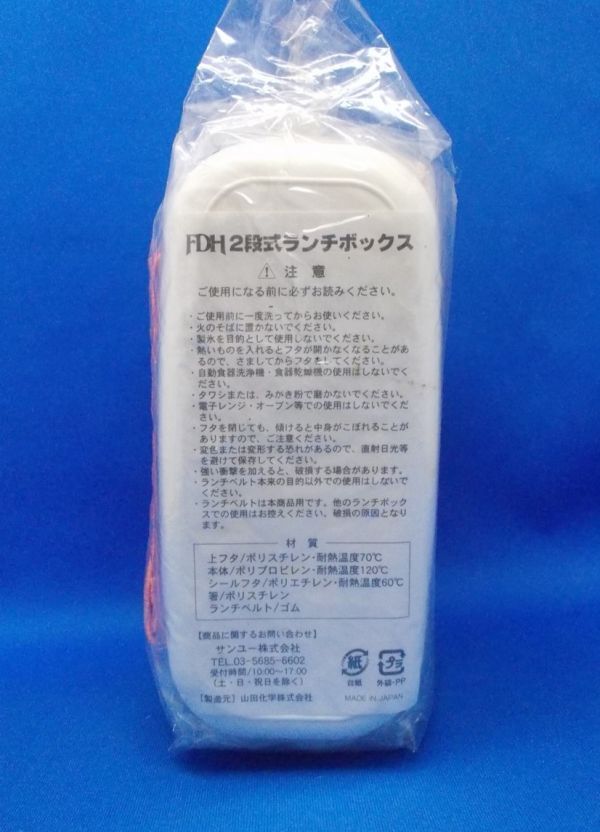 FDH 2段式ランチボックス
⚠ 注意
ご使用になる前に必ずお読みください。
・ご使用前に一度洗ってからお使いください。
・火のそばに置かないでください。
・製氷を目的として使用しないでください。
・熱いものを入れるとフタが開かなくなることがあ
るので、さましてからフタをしてください。
・自動食器洗浄機・食器乾燥機の使用はしないでく
ださい。
・タワシまたは、みがき粉で磨かないでください。
・電子レンジ・オーブン等での使用はしないでくだ
さい。
・フタを閉じても、傾けると中身がこぼれることが
ありますので、ご注意ください。
・変色または変形する恐れがあるので、直射日光等
を避けて保存してください。
・強い衝撃を加えると、破損する場合があります。
・ランチベルト本来の目的以外での使用はしないで
ください。
・ランチベルトは本商品用です。他のランチボック
スでの使用はお控えください。破損の原因となり
ます。
材質
上フタ/ポリスチレン・耐熱温度70℃
本体/ポリプロピレン・耐熱温度120℃
シールフタ/ポリエチレン・耐熱温度60℃
箸/ポリスチレン
ランチベルト/ゴム
【商品に関するお問い合わせ】
サンユー株式会社
TEL.03-5685-6602
受付時間/10:00〜17:00
(土・日・祝日を除く)
【製造元】山田化学株式会社
紙
台紙
プラ
外袋・PP
MADE IN JAPAN